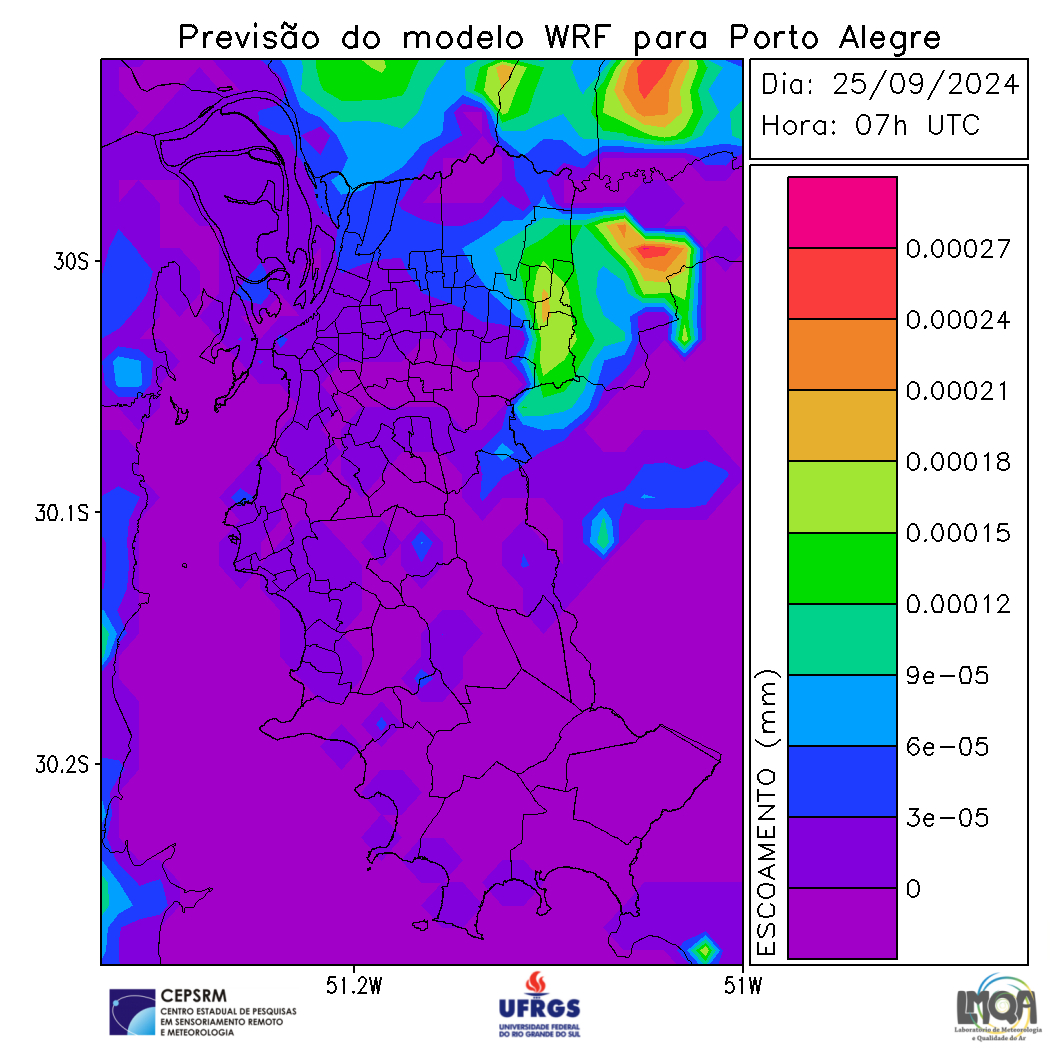 Previsão do modelo WRF para Porto Alegre
Dia: 25/09/2024
Hora: 07h UTC
30S
30.1S
30.2S
51.2W
51W
0.00027
0.00024
0.00021
0.00018
0.00015
0.00012
9e-05
6e-05
3e-05
0
ESCOAMENTO (mm)
CEPSRM
CENTRO ESTADUAL DE PESQUISAS
EM SENSORIAMENTO REMOTO
E METEOROLOGIA
UFRGS
UNIVERSIDADE FEDERAL
DO RIO GRANDE DO SUL
LMQA
Laboratório de Meteorologia
e Qualidade do Ar